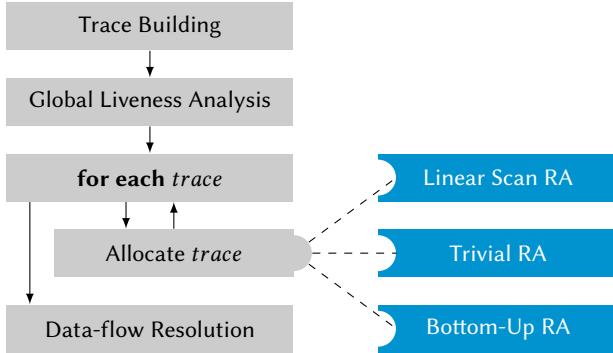 Trace Building
Global Liveness Analysis
for each trace
Linear Scan RA
Allocate trace
Trivial RA
Data-flow Resolution
Bottom-Up RA